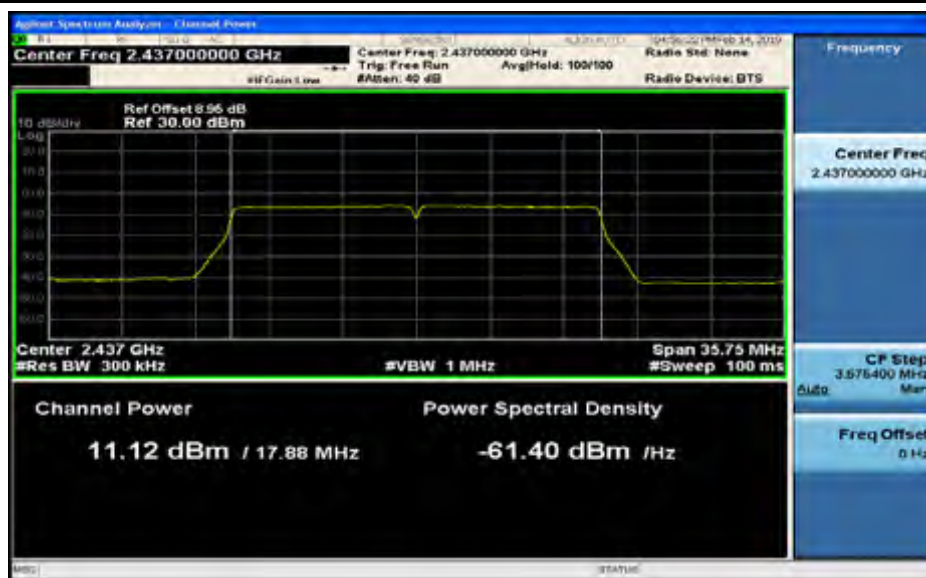 Agilent Spectrum Analyzer - Channel Power
Center Freq 2.437000000 GHz
#IFGain:Low
Center Freq: 2.437000000 GHz
Trig: Free Run Avg|Hold: 100/100
#Atten: 40 dB
Radio Std: None
Radio Device: BTS
Ref Offset 8.95 dB
10 dB/div Ref 30.00 dBm
Log
Center 2.437 GHz Span 35.75 MHz
#Res BW 300 kHz #VBW 1 MHz #Sweep 100 ms
Channel Power Power Spectral Density
11.12 dBm / 17.88 MHz -61.40 dBm /Hz
MSG STATUS
Frequency
Center Freq
2.437000000 GHz
CF Step
Auto Man
Freq Offset
0 Hz